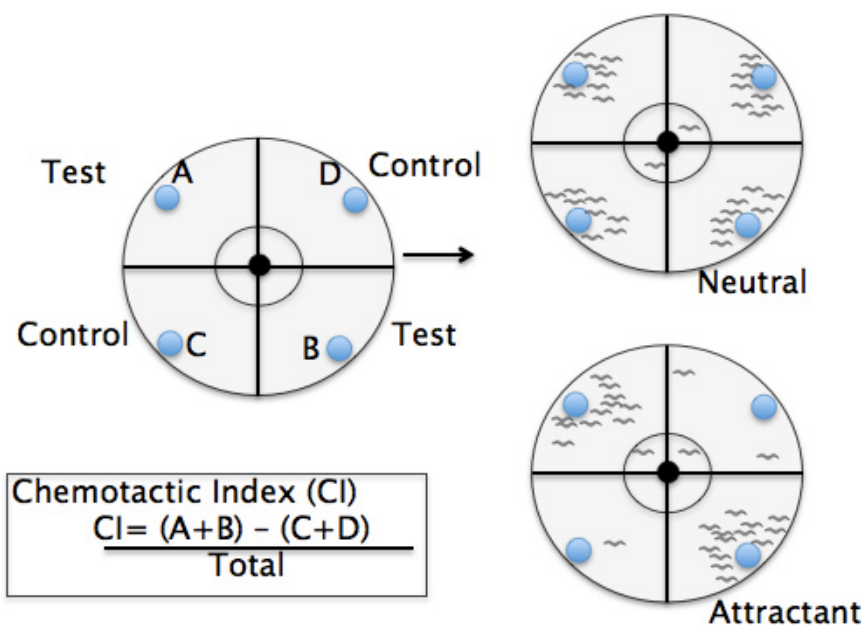 Test
A
D
Control
Control
C
B
Test
Neutral
Chemotactic Index (CI)
CI= (A+B) – (C+D)
Total
Attractant